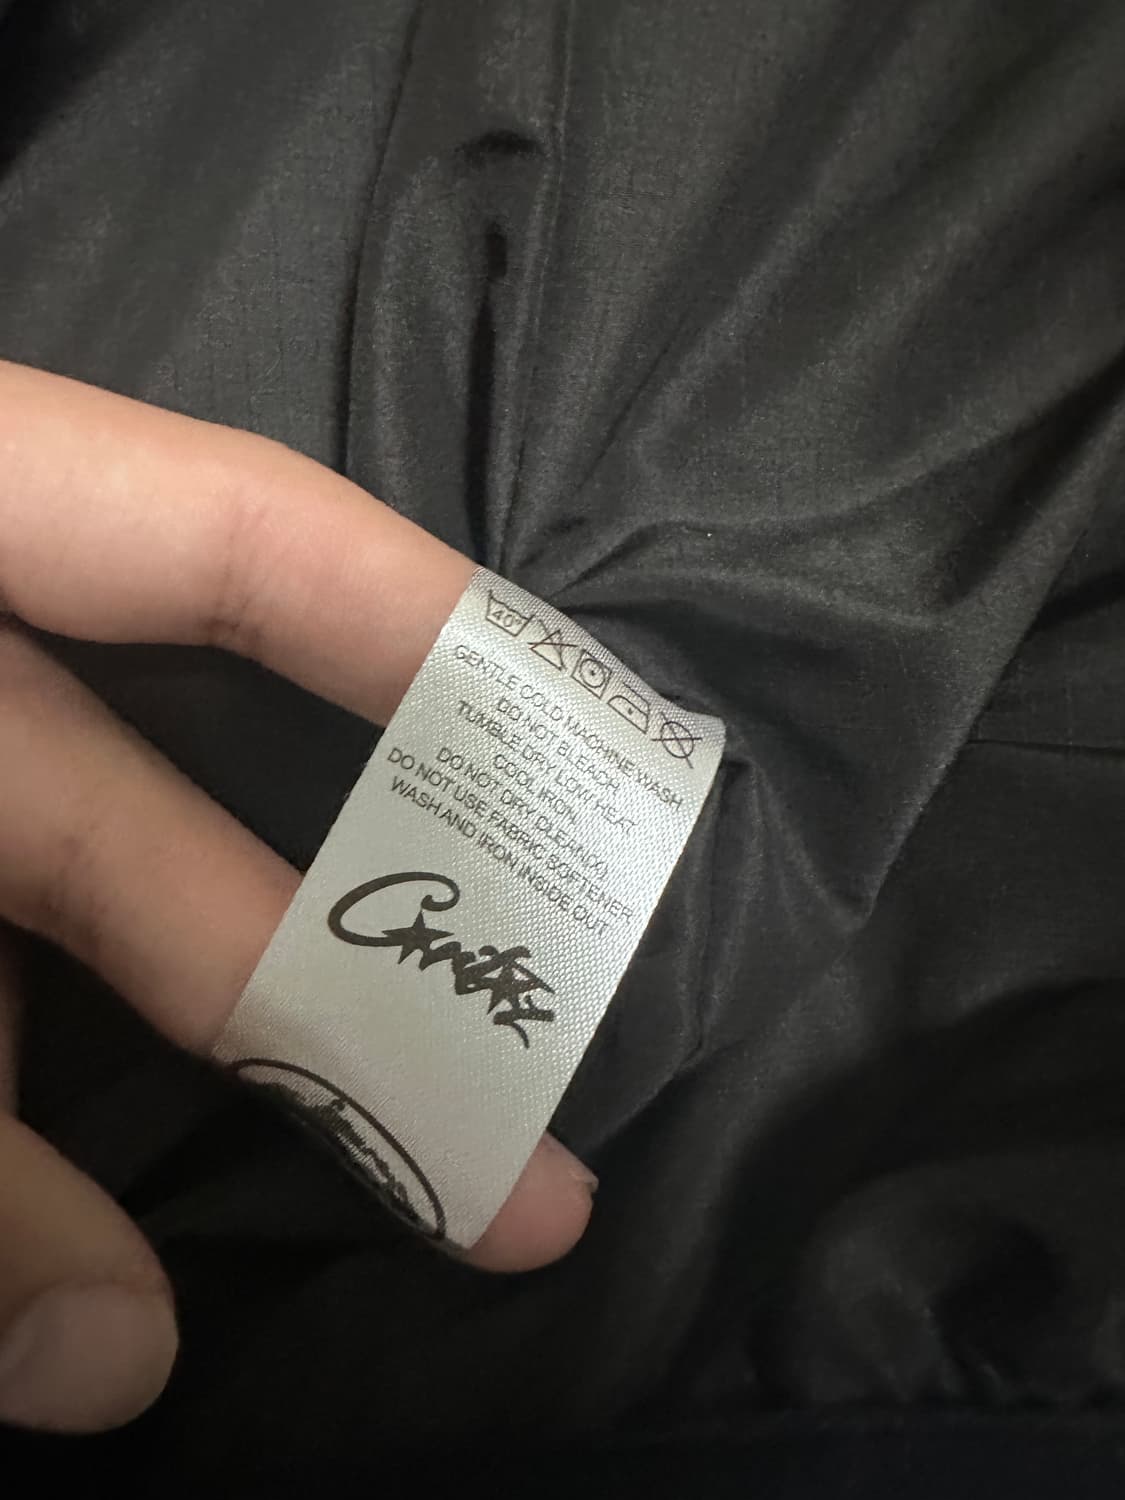 40°
GENTLE COLD MACHINE WASH
DO NOT BLEACH
TUMBLE DRY LOW HEAT
COOL IRON
DO NOT DRY CLEAN
DO NOT USE FABRIC SOFTENER
WASH AND IRON INSIDE OUT
Corteiz